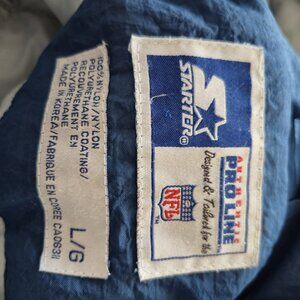 STARTER®
AUTHENTIC
PRO LINE
Designed & Tailored for the
NFL
100% NYLON/NYLON
POLYURETHANE COATING/
RECOUVREMENT EN
POLYURETHANE
MADE IN KOREA/FABRIQUE EN COREE CA06311
L/G